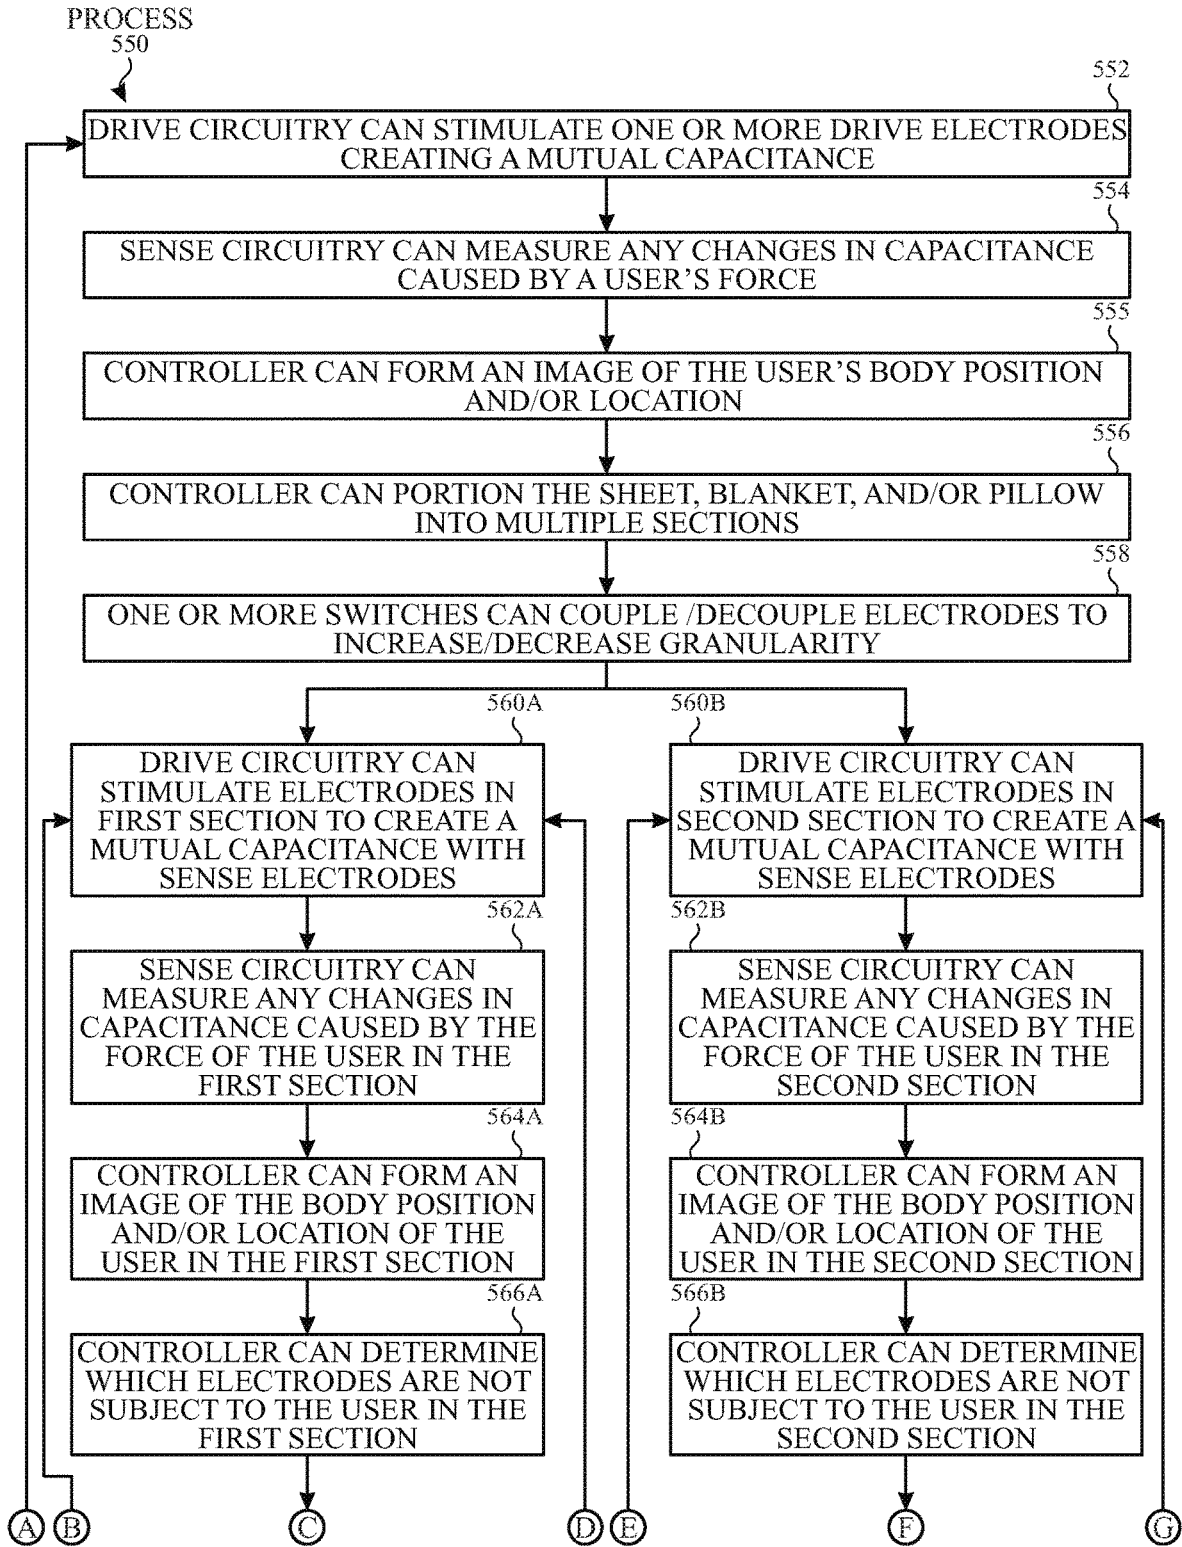 PROCESS
550
552
DRIVE CIRCUITRY CAN STIMULATE ONE OR MORE DRIVE ELECTRODES
CREATING A MUTUAL CAPACITANCE
554
SENSE CIRCUITRY CAN MEASURE ANY CHANGES IN CAPACITANCE
CAUSED BY A USER'S FORCE
555
CONTROLLER CAN FORM AN IMAGE OF THE USER'S BODY POSITION
AND/OR LOCATION
556
CONTROLLER CAN PORTION THE SHEET, BLANKET, AND/OR PILLOW
INTO MULTIPLE SECTIONS
558
ONE OR MORE SWITCHES CAN COUPLE /DECOUPLE ELECTRODES TO
INCREASE/DECREASE GRANULARITY
560A
DRIVE CIRCUITRY CAN
STIMULATE ELECTRODES IN
FIRST SECTION TO CREATE A
MUTUAL CAPACITANCE WITH
SENSE ELECTRODES
562A
SENSE CIRCUITRY CAN
MEASURE ANY CHANGES IN
CAPACITANCE CAUSED BY THE
FORCE OF THE USER IN THE
FIRST SECTION
564A
CONTROLLER CAN FORM AN
IMAGE OF THE BODY POSITION
AND/OR LOCATION OF THE
USER IN THE FIRST SECTION
566A
CONTROLLER CAN DETERMINE
WHICH ELECTRODES ARE NOT
SUBJECT TO THE USER IN THE
FIRST SECTION
560B
DRIVE CIRCUITRY CAN
STIMULATE ELECTRODES IN
SECOND SECTION TO CREATE A
MUTUAL CAPACITANCE WITH
SENSE ELECTRODES
562B
SENSE CIRCUITRY CAN
MEASURE ANY CHANGES IN
CAPACITANCE CAUSED BY THE
FORCE OF THE USER IN THE
SECOND SECTION
564B
CONTROLLER CAN FORM AN
IMAGE OF THE BODY POSITION
AND/OR LOCATION OF THE
USER IN THE SECOND SECTION
566B
CONTROLLER CAN DETERMINE
WHICH ELECTRODES ARE NOT
SUBJECT TO THE USER IN THE
SECOND SECTION
A B C D E F G